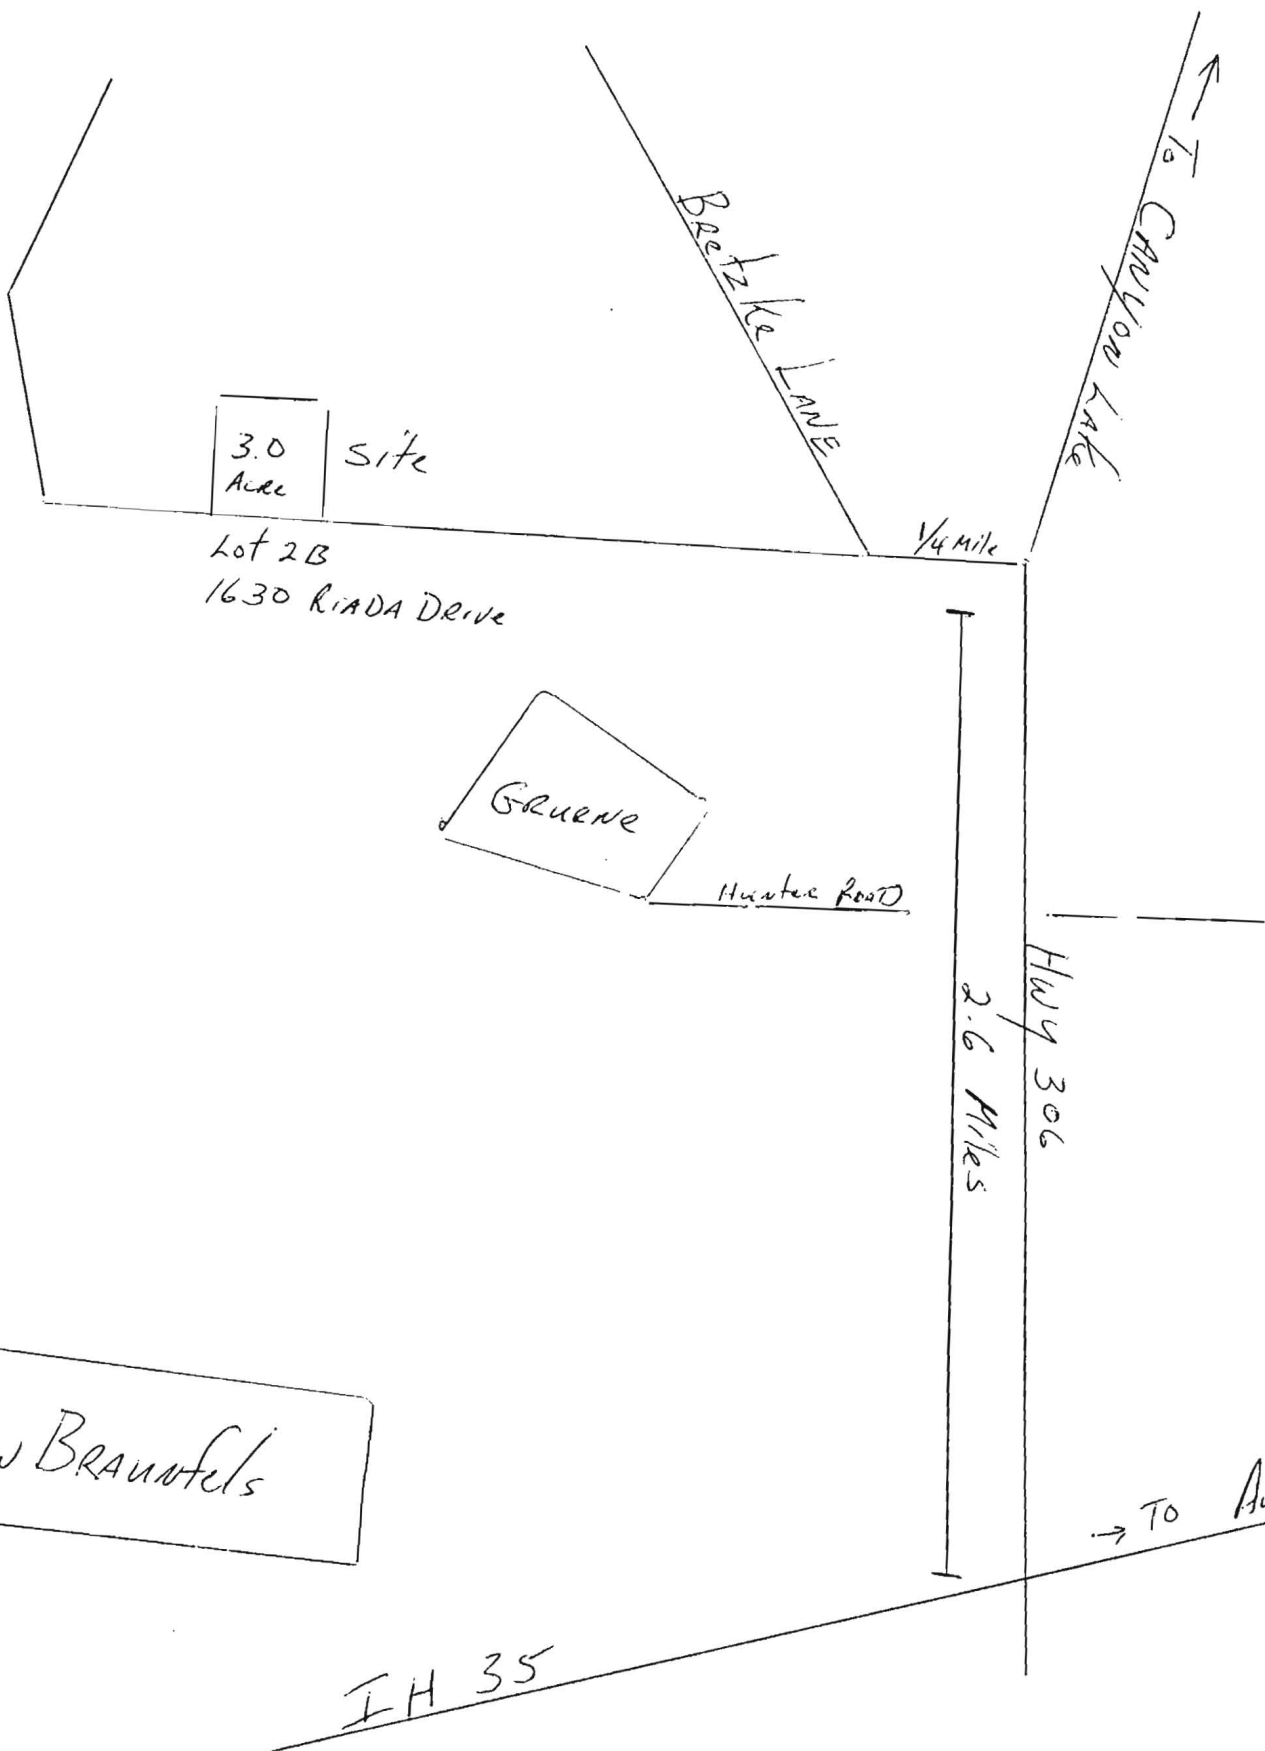 ← To CANYON LAKE
Bretzke LANE
3.0
Acre
site
1/4 Mile
Lot 2B
1630 RIADA DRIVE
GRUENE
Hunter ROAD
HWY 306
2.6 Miles
BRAUNfels
→ TO
IH 35